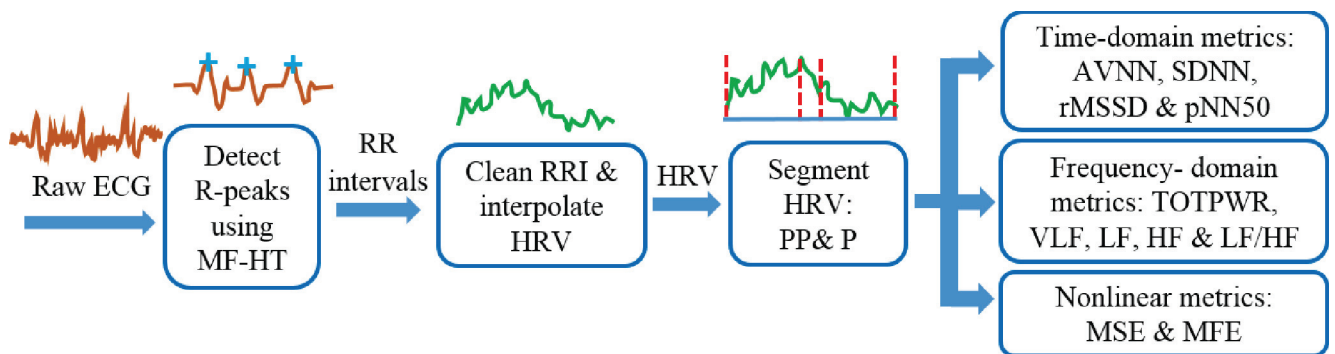 Raw ECG
Detect
R-peaks
using
MF-HT
RR
intervals
Clean RRI &
interpolate
HRV
HRV
Segment
HRV:
PP& P
Time-domain metrics:
AVNN, SDNN,
rMSSD & pNN50
Frequency- domain
metrics: TOTPWR,
VLF, LF, HF & LF/HF
Nonlinear metrics:
MSE & MFE